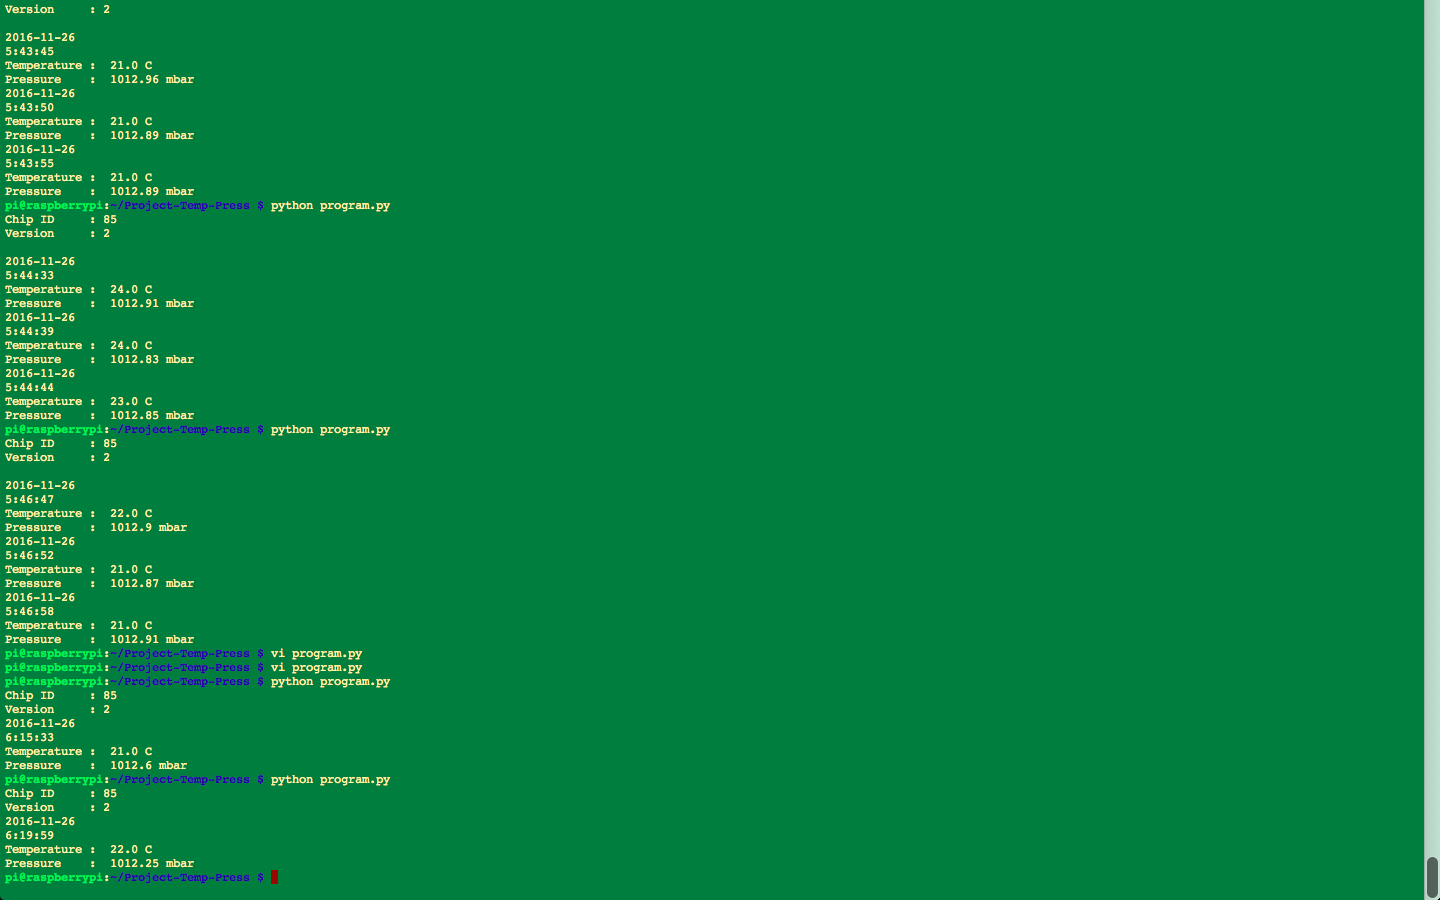 Version     : 2

2016-11-26
5:43:45
Temperature :  21.0 C
Pressure    :  1012.96 mbar
2016-11-26
5:43:50
Temperature :  21.0 C
Pressure    :  1012.89 mbar
2016-11-26
5:43:55
Temperature :  21.0 C
Pressure    :  1012.89 mbar
pi@raspberrypi:~/Project-Temp-Press $ python program.py
Chip ID     : 85
Version     : 2

2016-11-26
5:44:33
Temperature :  24.0 C
Pressure    :  1012.91 mbar
2016-11-26
5:44:39
Temperature :  24.0 C
Pressure    :  1012.83 mbar
2016-11-26
5:44:44
Temperature :  23.0 C
Pressure    :  1012.85 mbar
pi@raspberrypi:~/Project-Temp-Press $ python program.py
Chip ID     : 85
Version     : 2

2016-11-26
5:46:47
Temperature :  22.0 C
Pressure    :  1012.9 mbar
2016-11-26
5:46:52
Temperature :  21.0 C
Pressure    :  1012.87 mbar
2016-11-26
5:46:58
Temperature :  21.0 C
Pressure    :  1012.91 mbar
pi@raspberrypi:~/Project-Temp-Press $ vi program.py
pi@raspberrypi:~/Project-Temp-Press $ vi program.py
pi@raspberrypi:~/Project-Temp-Press $ python program.py
Chip ID     : 85
Version     : 2
2016-11-26
6:15:33
Temperature :  21.0 C
Pressure    :  1012.6 mbar
pi@raspberrypi:~/Project-Temp-Press $ python program.py
Chip ID     : 85
Version     : 2
2016-11-26
6:19:59
Temperature :  22.0 C
Pressure    :  1012.25 mbar
pi@raspberrypi:~/Project-Temp-Press $